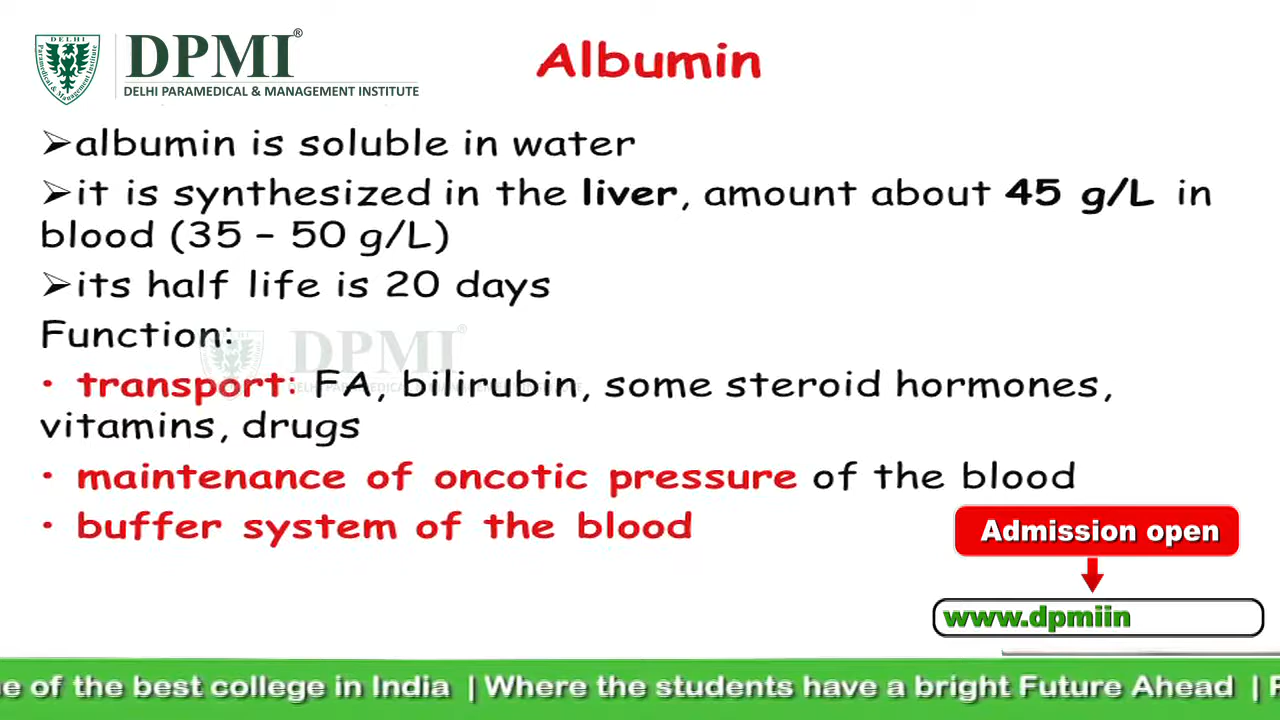 DPMI®
DELHI PARAMEDICAL & MANAGEMENT INSTITUTE
Albumin
➢albumin is soluble in water
➢it is synthesized in the liver, amount about 45 g/L in
blood (35 – 50 g/L)
➢its half life is 20 days
Function:
DPMI®
• transport: FA, bilirubin, some steroid hormones,
vitamins, drugs
• maintenance of oncotic pressure of the blood
• buffer system of the blood
Admission open
www.dpmiin
e of the best college in India | Where the students have a bright Future Ahead |